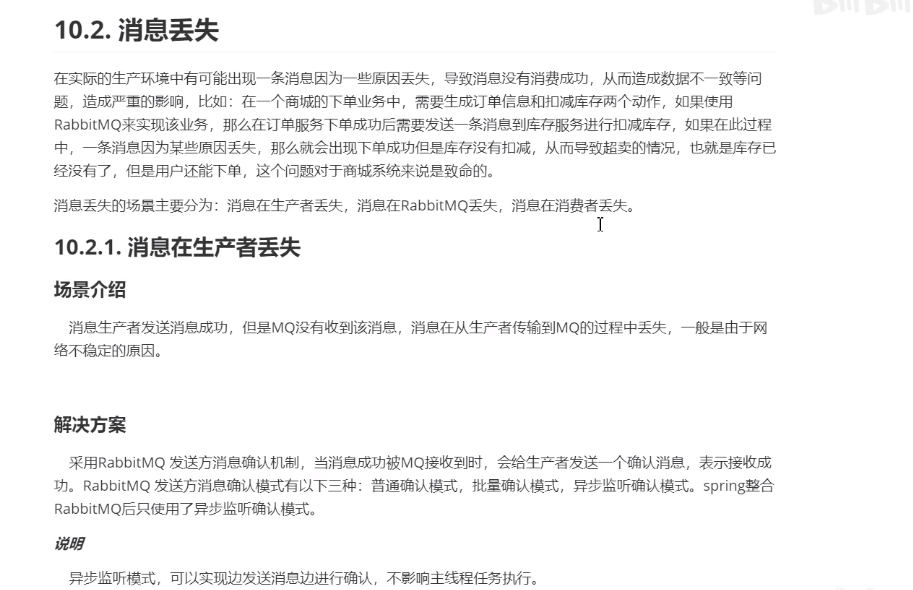 10.2. 消息丢失
在实际的生产环境中有可能出现一条消息因为一些原因丢失，导致消息没有消费成功，从而造成数据不一致等问
题，造成严重的影响，比如：在一个商城的下单业务中，需要生成订单信息和扣减库存两个动作，如果使用
RabbitMQ来实现该业务，那么在订单服务下单成功后需要发送一条消息到库存服务进行扣减库存，如果在此过程
中，一条消息因为某些原因丢失，那么就会出现下单成功但是库存没有扣减，从而导致超卖的情况，也就是库存已
经没有了，但是用户还能下单，这个问题对于商城系统来说是致命的。
消息丢失的场景主要分为：消息在生产者丢失，消息在RabbitMQ丢失，消息在消费者丢失。
10.2.1. 消息在生产者丢失
场景介绍
消息生产者发送消息成功，但是MQ没有收到该消息，消息在从生产者传输到MQ的过程中丢失，一般是由于网
络不稳定的原因。
解决方案
采用RabbitMQ 发送方消息确认机制，当消息成功被MQ接收到时，会给生产者发送一个确认消息，表示接收成
功。RabbitMQ 发送方消息确认模式有以下三种：普通确认模式，批量确认模式，异步监听确认模式。spring整合
RabbitMQ后只使用了异步监听确认模式。
说明
异步监听模式，可以实现边发送消息边进行确认，不影响主线程任务执行。